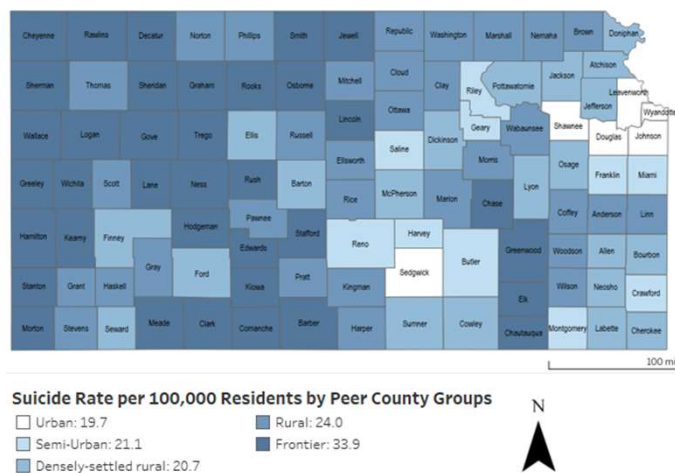 Cheyenne Rawlins Decatur Norton Phillips Smith Jewell Republic Washington Marshall Nemaha Brown Doniphan
Sherman Thomas Sheridan Graham Rooks Osborne Mitchell Cloud Clay Riley Pottawatomie Jackson Atchison
Jefferson Leavenworth Wyandotte
Wallace Logan Gove Trego Ellis Russell Lincoln Ottawa Saline Dickinson Geary Wabaunsee Shawnee Douglas Johnson
Ellsworth Morris Osage Franklin Miami
Greeley Wichita Scott Lane Ness Rush Barton Rice McPherson Marion Lyon Chase Coffey Anderson Linn
Hamilton Kearny Finney Hodgeman Pawnee Edwards Stafford Reno Harvey Butler Greenwood Woodson Allen Bourbon
Gray Ford Sedgwick
Stanton Grant Haskell Kiowa Pratt Kingman Elk Wilson Neosho Crawford
Morton Stevens Seward Meade Clark Comanche Barber Harper Sumner Cowley Chautauqua Montgomery Labette Cherokee
100 mi
Suicide Rate per 100,000 Residents by Peer County Groups
Urban: 19.7 Rural: 24.0
Semi-Urban: 21.1 Frontier: 33.9
Densely-settled rural: 20.7
N